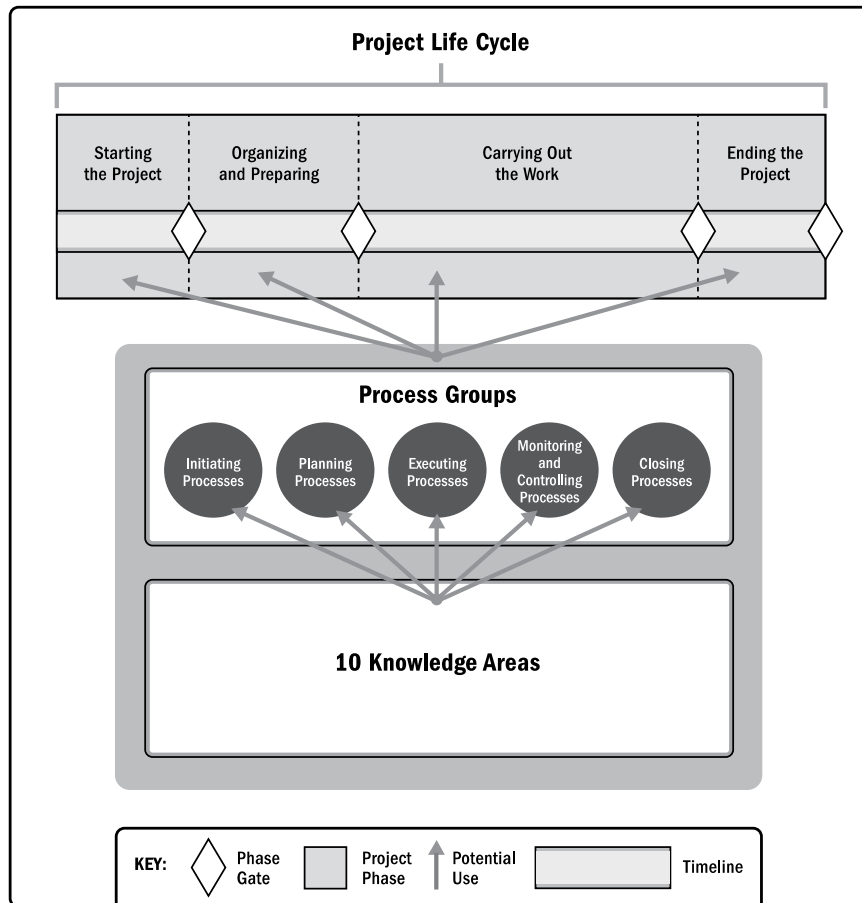 Project Life Cycle
Starting
the Project
Organizing
and Preparing
Carrying Out
the Work
Ending the
Project
Process Groups
Initiating
Processes
Planning
Processes
Executing
Processes
Monitoring
and
Controlling
Processes
Closing
Processes
10 Knowledge Areas
KEY:
Phase
Gate
Project
Phase
Potential
Use
Timeline